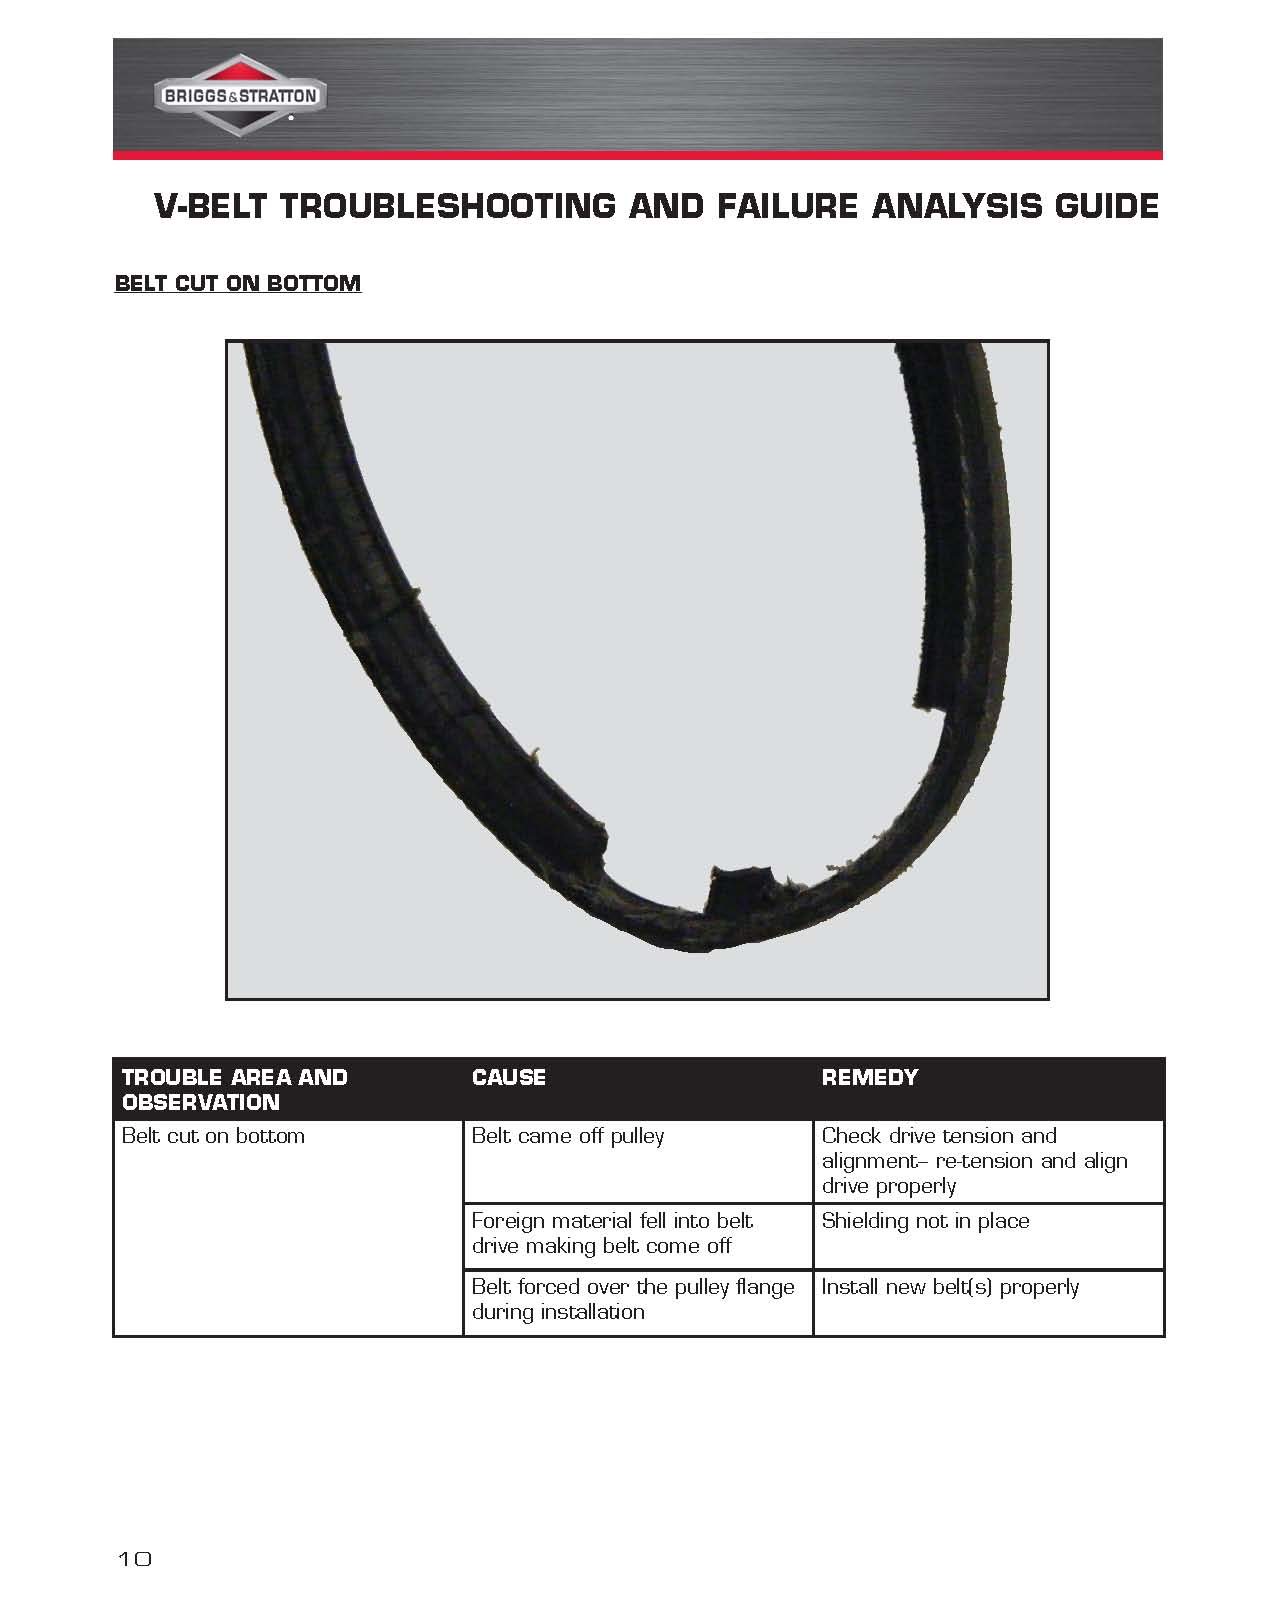 BRIGGS&STRATTON
V-BELT TROUBLESHOOTING AND FAILURE ANALYSIS GUIDE
BELT CUT ON BOTTOM
TROUBLE AREA AND
OBSERVATION
CAUSE
REMEDY
Belt cut on bottom
Belt came off pulley
Check drive tension and
alignment– re-tension and align
drive properly
Foreign material fell into belt
drive making belt come off
Shielding not in place
Belt forced over the pulley flange
during installation
Install new belt(s) properly
10